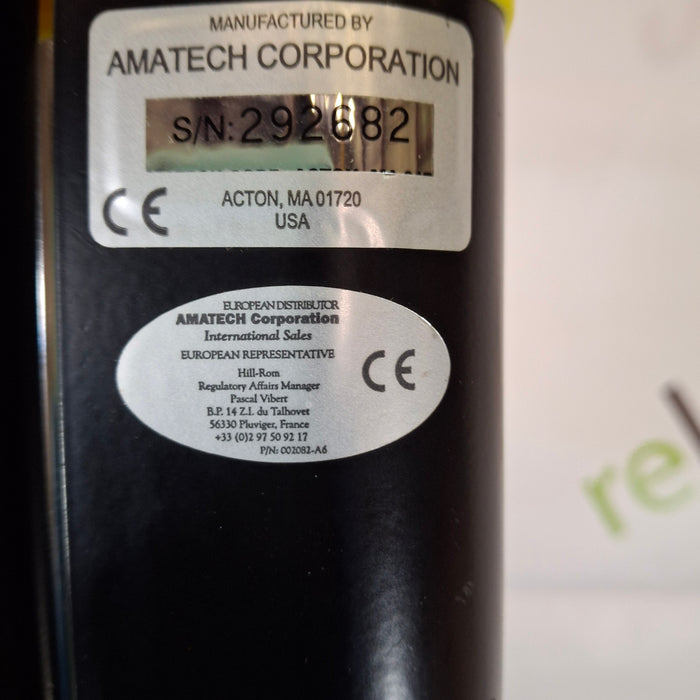 MANUFACTURED BY
AMATECH CORPORATION
S/N: 292682
ACTON, MA 01720
USA
CE
EUROPEAN DISTRIBUTOR
AMATECH Corporation
International Sales
EUROPEAN REPRESENTATIVE
Hill-Rom
Regulatory Affairs Manager
Pascal Vibert
B.P. 14 Z.I. du Talhovet
56330 Pluviger, France
+33 (0)2 97 50 92 17
P/N: 002082-A6
CE
re